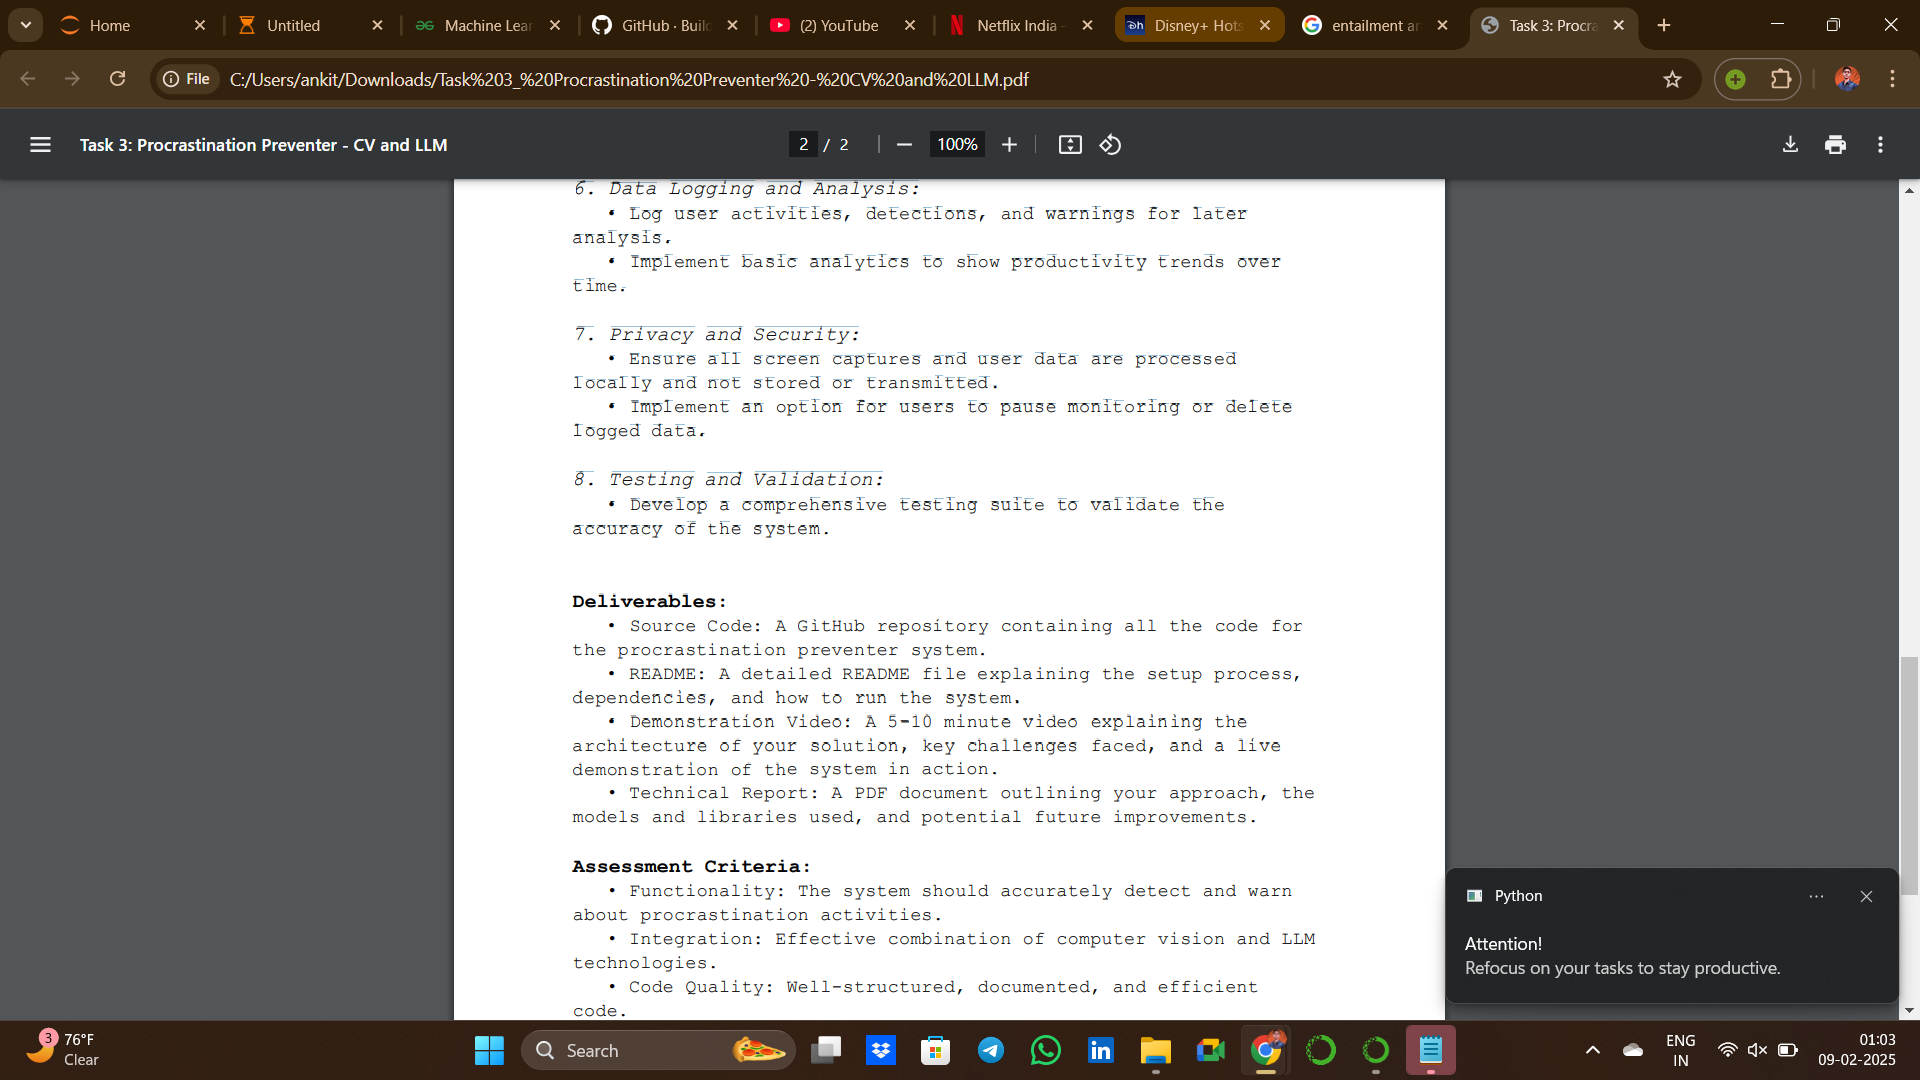 Home
Untitled
Machine Lear
GitHub · Build
(2) YouTube
Netflix India -
Disney+ Hots
entailment an
Task 3: Procra
File
C:/Users/ankit/Downloads/Task%203_%20Procrastination%20Preventer%20-%20CV%20and%20LLM.pdf
Task 3: Procrastination Preventer - CV and LLM
2 / 2
100%
6. Data Logging and Analysis:
• Log user activities, detections, and warnings for later
analysis.
• Implement basic analytics to show productivity trends over
time.
7. Privacy and Security:
• Ensure all screen captures and user data are processed
locally and not stored or transmitted.
• Implement an option for users to pause monitoring or delete
logged data.
8. Testing and Validation:
• Develop a comprehensive testing suite to validate the
accuracy of the system.
Deliverables:
• Source Code: A GitHub repository containing all the code for
the procrastination preventer system.
• README: A detailed README file explaining the setup process,
dependencies, and how to run the system.
• Demonstration Video: A 5-10 minute video explaining the
architecture of your solution, key challenges faced, and a live
demonstration of the system in action.
• Technical Report: A PDF document outlining your approach, the
models and libraries used, and potential future improvements.
Assessment Criteria:
• Functionality: The system should accurately detect and warn
about procrastination activities.
• Integration: Effective combination of computer vision and LLM
technologies.
• Code Quality: Well-structured, documented, and efficient
code.
Python
Attention!
Refocus on your tasks to stay productive.
3
76°F
Clear
Search
ENG
IN
01:03
09-02-2025